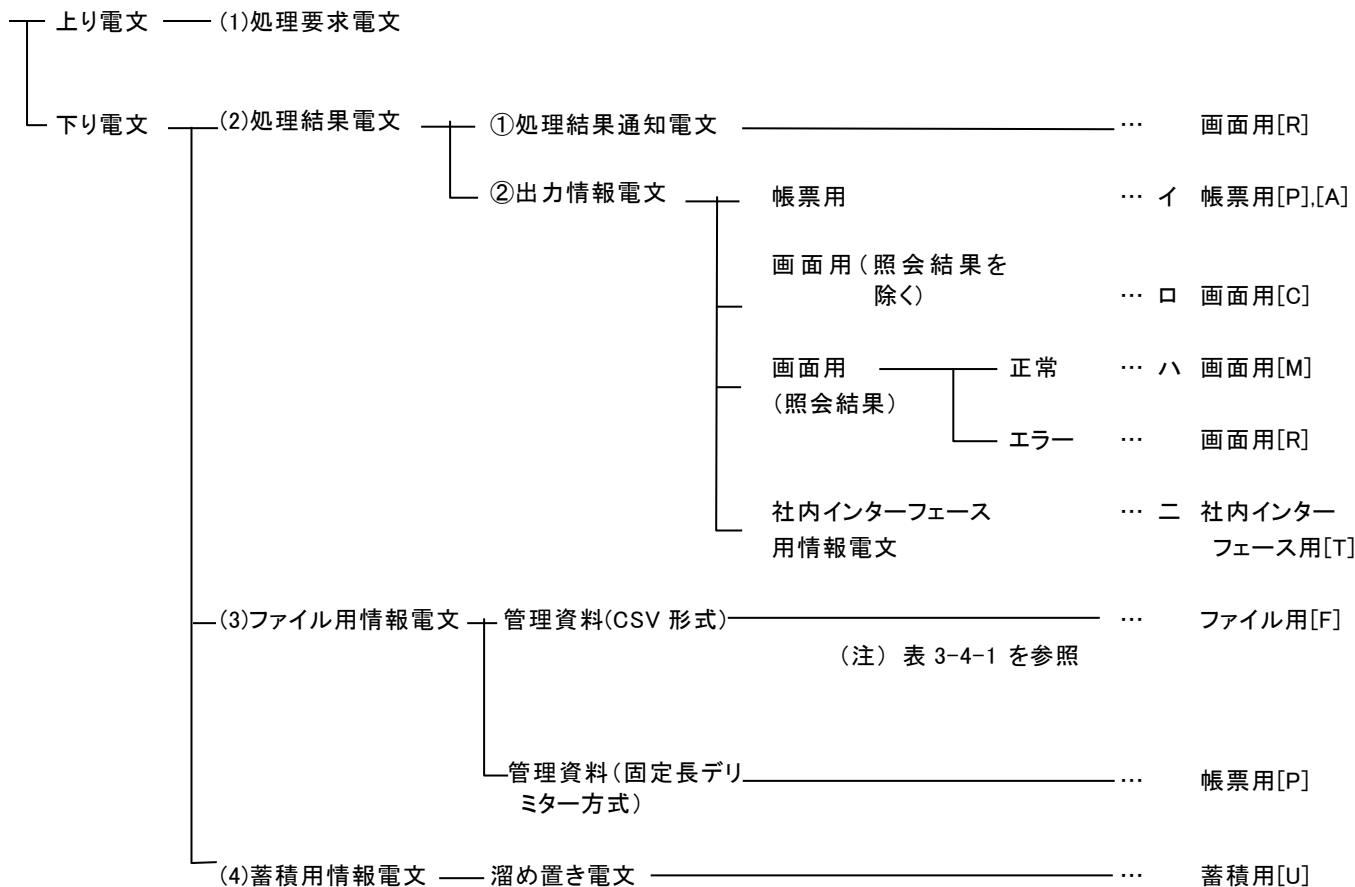 上り電文 (1)処理要求電文
下り電文 (2)処理結果電文 ①処理結果通知電文 … 画面用[R]
②出力情報電文 帳票用 … イ 帳票用[P],[A]
画面用(照会結果を
除く) … ロ 画面用[C]
画面用 正常 … ハ 画面用[M]
(照会結果)
エラー … 画面用[R]
社内インターフェース … ニ 社内インター
用情報電文 フェース用[T]
(3)ファイル用情報電文 管理資料(CSV 形式) … ファイル用[F]
(注) 表 3-4-1 を参照
管理資料(固定長デリ … 帳票用[P]
ミター方式)
(4)蓄積用情報電文 溜め置き電文 … 蓄積用[U]